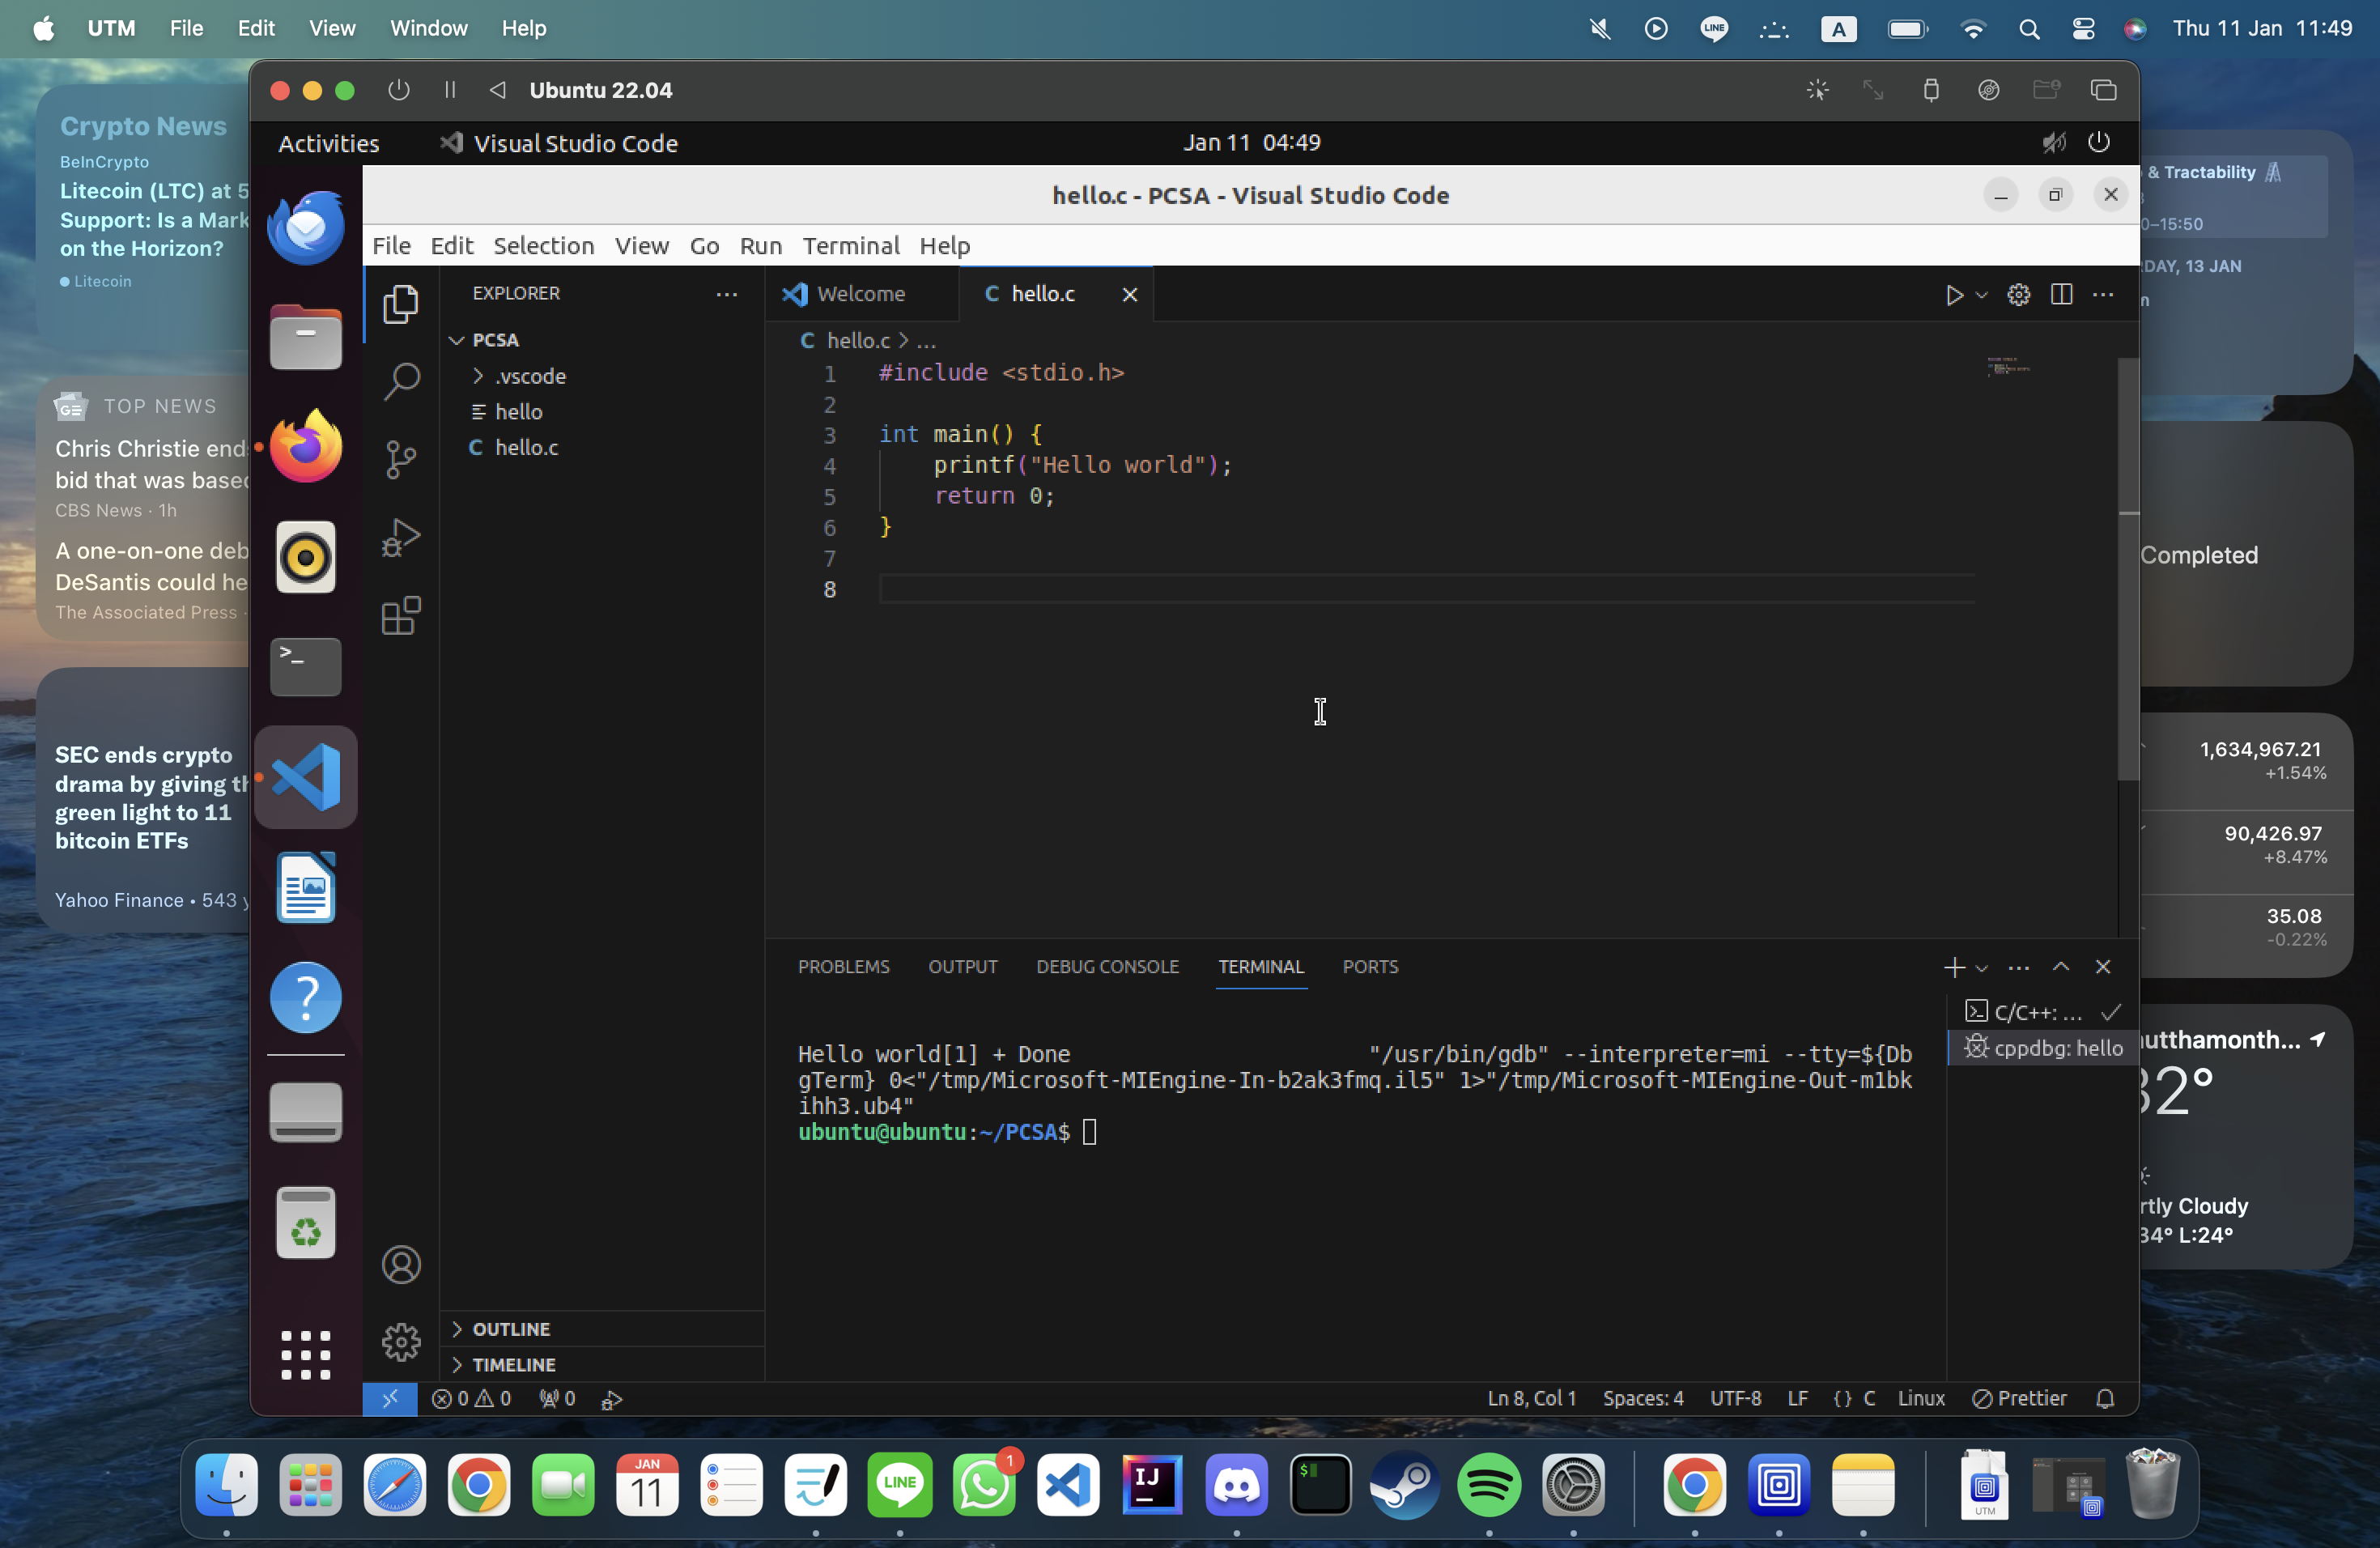 UTM File Edit View Window Help
LINE A Thu 11 Jan 11:49
Ubuntu 22.04
Activities Visual Studio Code Jan 11 04:49
hello.c - PCSA - Visual Studio Code
File Edit Selection View Go Run Terminal Help
EXPLORER
PCSA
.vscode
hello
C hello.c
Welcome C hello.c
C hello.c > ...
1 #include <stdio.h>
2
3 int main() {
4 printf("Hello world");
5 return 0;
6 }
7
8
PROBLEMS OUTPUT DEBUG CONSOLE TERMINAL PORTS
Hello world[1] + Done "/usr/bin/gdb" --interpreter=mi --tty=${Db
gTerm} 0<"/tmp/Microsoft-MIEngine-In-b2ak3fmq.il5" 1>"/tmp/Microsoft-MIEngine-Out-m1bk
ihh3.ub4"
ubuntu@ubuntu:~/PCSA$
C/C++: ...
cppdbg: hello
OUTLINE
TIMELINE
0 0 0 Ln 8, Col 1 Spaces: 4 UTF-8 LF {} C Linux Prettier
Crypto News
BeInCrypto
Litecoin (LTC) at 5
Support: Is a Mark
on the Horizon?
Litecoin
GE TOP NEWS
Chris Christie end
bid that was base
CBS News · 1h
A one-on-one deb
DeSantis could he
The Associated Press ·
SEC ends crypto
drama by giving th
green light to 11
bitcoin ETFs
Yahoo Finance • 543 y
& Tractability
0–15:50
DAY, 13 JAN
Completed
1,634,967.21
+1.54%
90,426.97
+8.47%
35.08
-0.22%
utthamonth...
32°
rtly Cloudy
34° L:24°
JAN
11
LINE
1
IJ
$
UTM